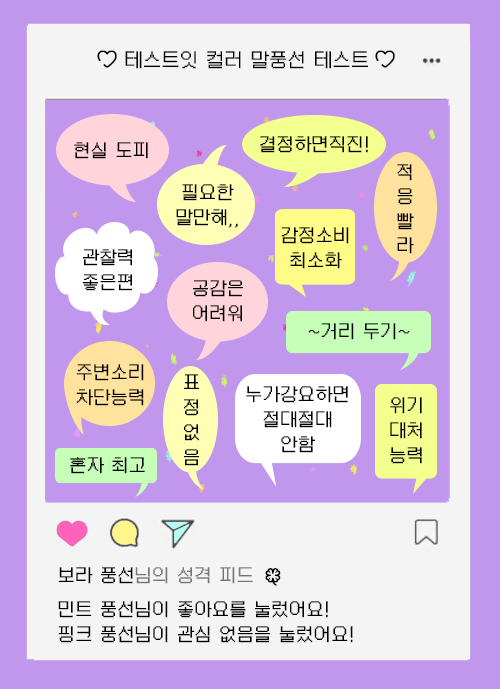 ♡ 테스트잇 컬러 말풍선 테스트 ♡
현실 도피
결정하면직진!
필요한
말만해,,
적
응
빨
라
감정소비
최소화
관찰력
좋은편
공감은
어려워
~거리 두기~
주변소리
차단능력
표
정
없
음
누가강요하면
절대절대
안함
위기
대처
능력
혼자 최고
보라 풍선님의 성격 피드
민트 풍선님이 좋아요를 눌렀어요!
핑크 풍선님이 관심 없음을 눌렀어요!